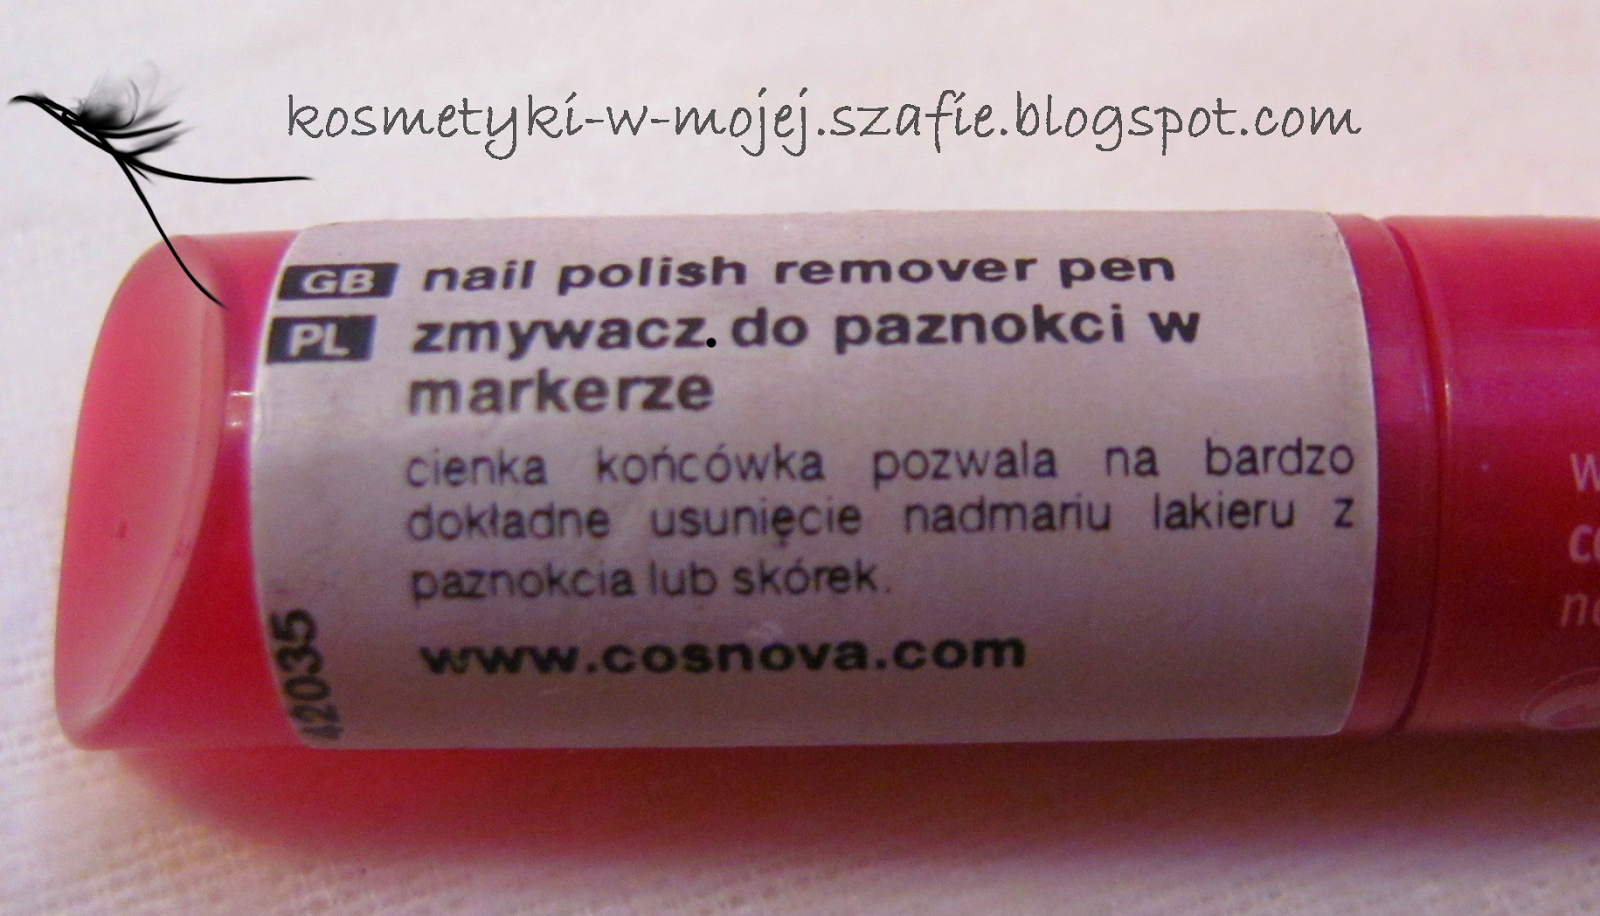 kosmetyki-w-mojej.szafie.blogspot.com
GB nail polish remover pen
PL zmywacz do paznokci w
markerze
cienka końcówka pozwala na bardzo
dokładne usunięcie nadmariu lakieru z
paznokcia lub skórek.
www.cosnova.com
42035